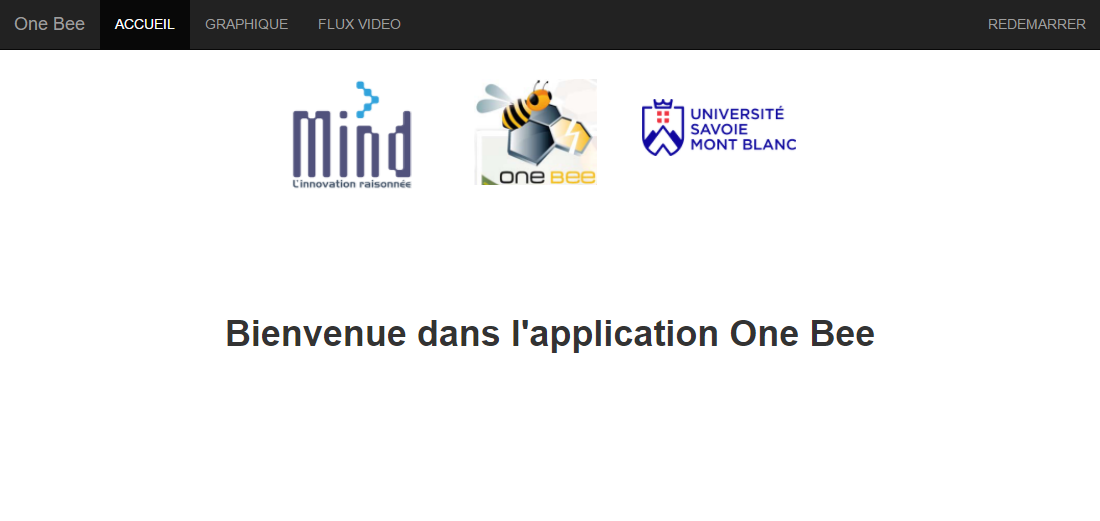 One Bee
ACCUEIL
GRAPHIQUE
FLUX VIDEO
REDEMARRER
Mind
L'innovation raisonnée
one Bee
UNIVERSITÉ
SAVOIE
MONT BLANC
Bienvenue dans l'application One Bee